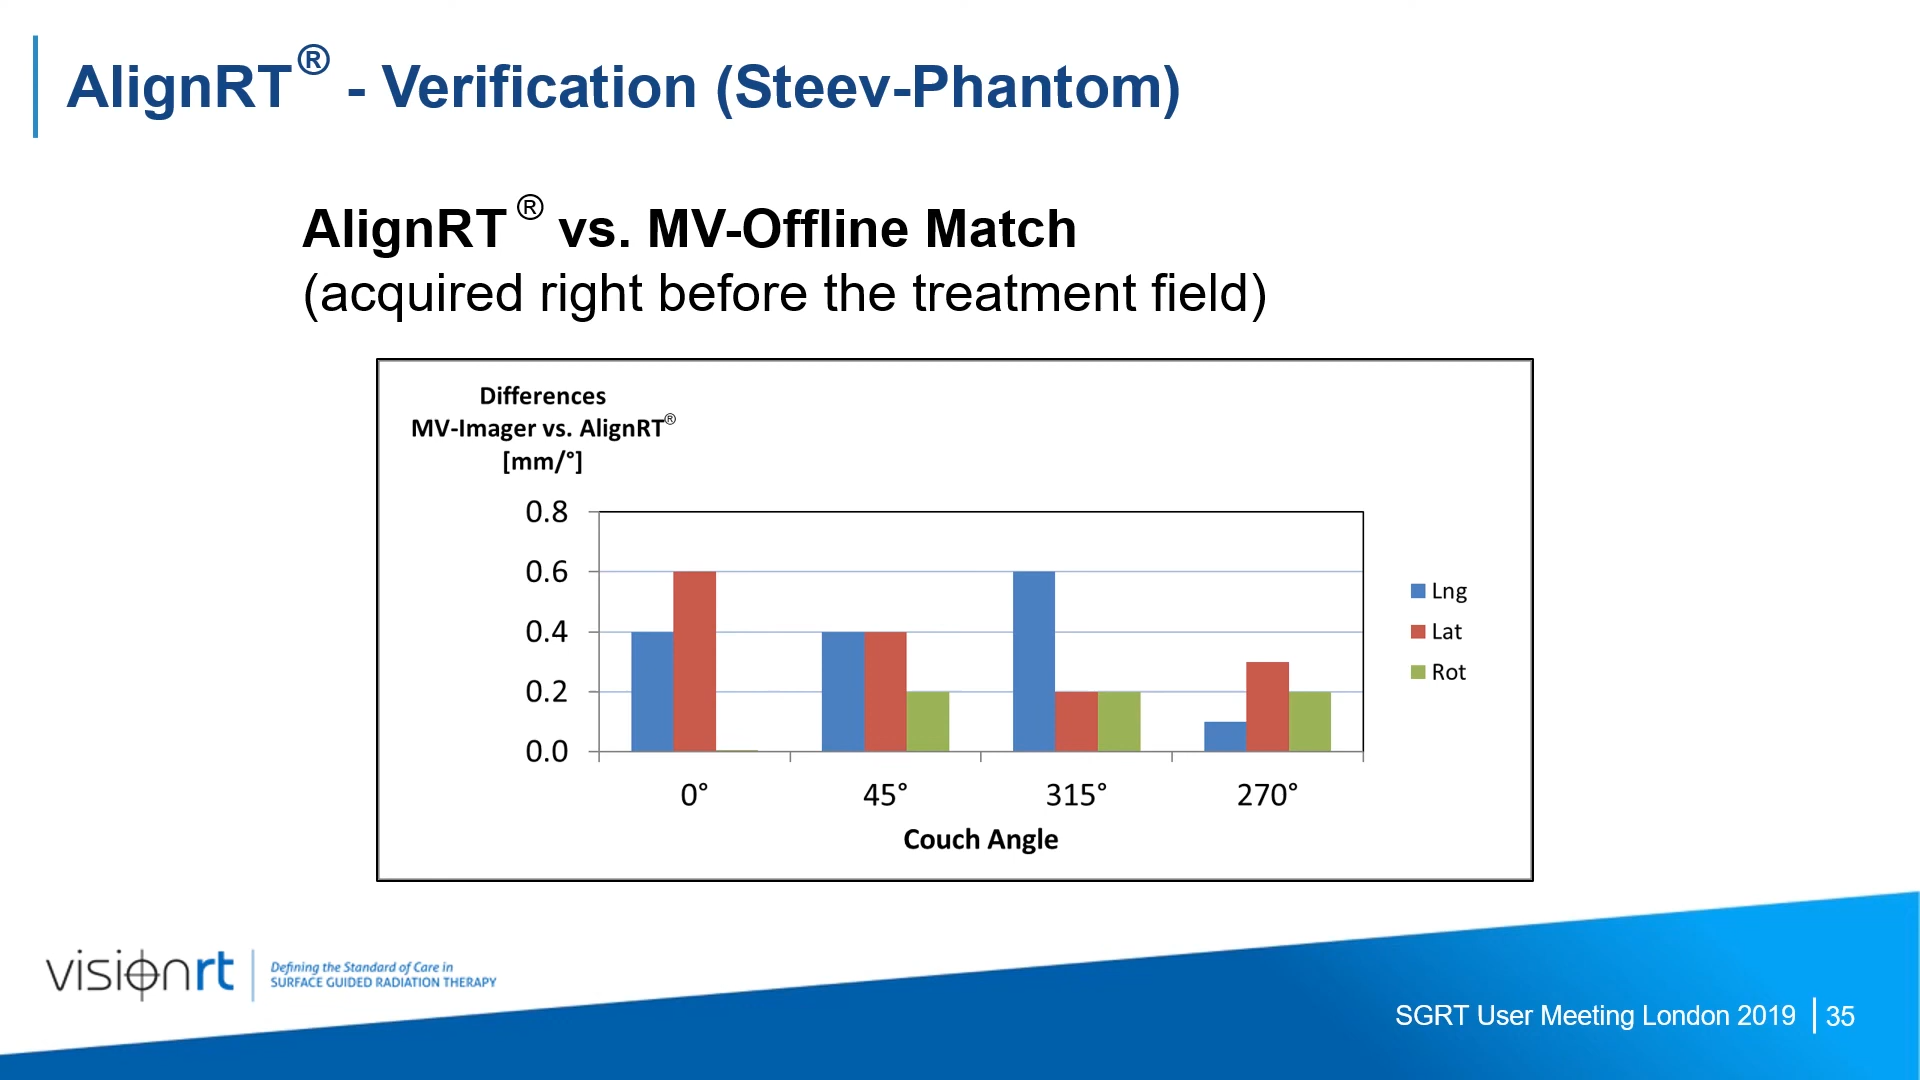 AlignRT® - Verification (Steev-Phantom)
AlignRT® vs. MV-Offline Match
(acquired right before the treatment field)
Differences
MV-Imager vs. AlignRT®
[mm/°]
0.8
0.6
0.4
0.2
0.0
0° 45° 315° 270°
Couch Angle
Lng
Lat
Rot
visionrt
Defining the Standard of Care in
SURFACE GUIDED RADIATION THERAPY
SGRT User Meeting London 2019 35